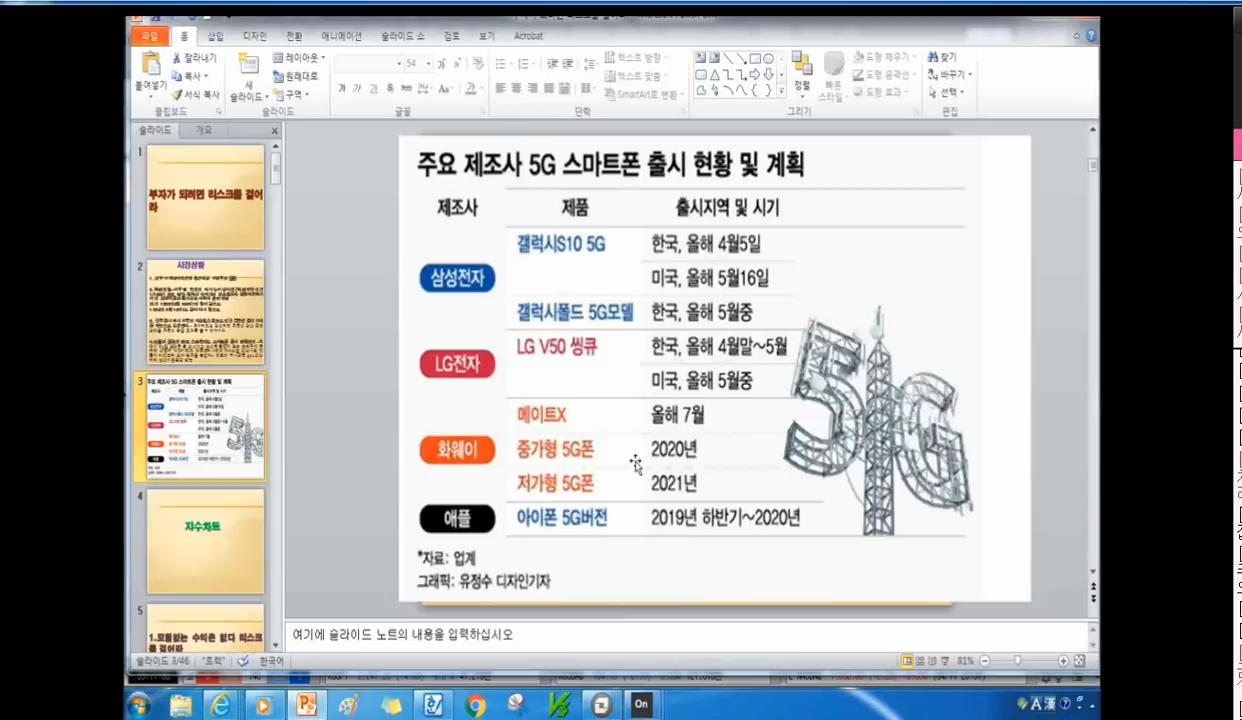 파일 홈 삽입 디자인 전환 애니메이션 슬라이드 쇼 검토 보기 Acrobat
잘라내기
복사
서식 복사
붙여넣기
클립보드
새
슬라이드
레이아웃
원래대로
구역
슬라이드
54
글꼴
텍스트 방향
텍스트 맞춤
SmartArt로 변환
단락
정렬
빠른
스타일
도형 채우기
도형 윤곽선
도형 효과
그리기
찾기
바꾸기
선택
편집
슬라이드 개요
1
부자가 되려면 리스크를 걸어
라
2
시장상황
3
4
지수차트
5
1.모험없는 수익은 없다 리스크
를 걸어라
주요 제조사 5G 스마트폰 출시 현황 및 계획
제조사 제품 출시지역 및 시기
삼성전자
갤럭시S10 5G 한국, 올해 4월5일
미국, 올해 5월16일
갤럭시폴드 5G모델 한국, 올해 5월중
LG전자
LG V50 씽큐 한국, 올해 4월말~5월
미국, 올해 5월중
화웨이
메이트X 올해 7월
중가형 5G폰 2020년
저가형 5G폰 2021년
애플 아이폰 5G버전 2019년 하반기~2020년
5G
*자료: 업계
그래픽: 유정수 디자인기자
여기에 슬라이드 노트의 내용을 입력하십시오
슬라이드 3/46 "트랙" 한국어 81%
On
A 漢